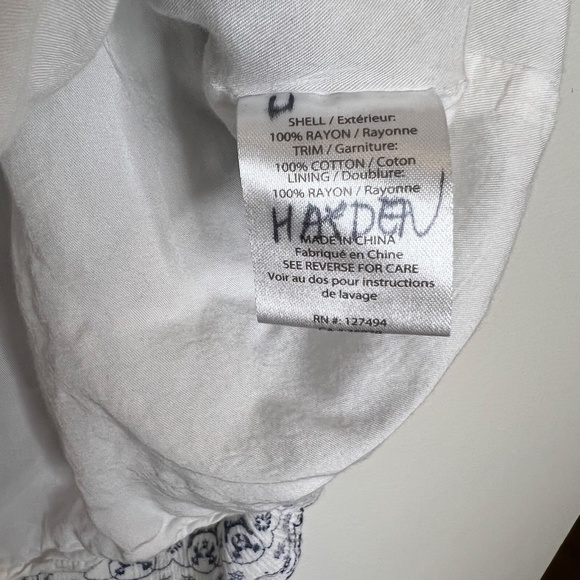 SHELL / Extérieur:
100% RAYON / Rayonne
TRIM / Garniture:
100% COTTON / Coton
LINING / Doublure:
100% RAYON / Rayonne
HAYDEN
MADE IN CHINA
Fabriqué en Chine
SEE REVERSE FOR CARE
Voir au dos pour instructions
de lavage
RN #: 127494